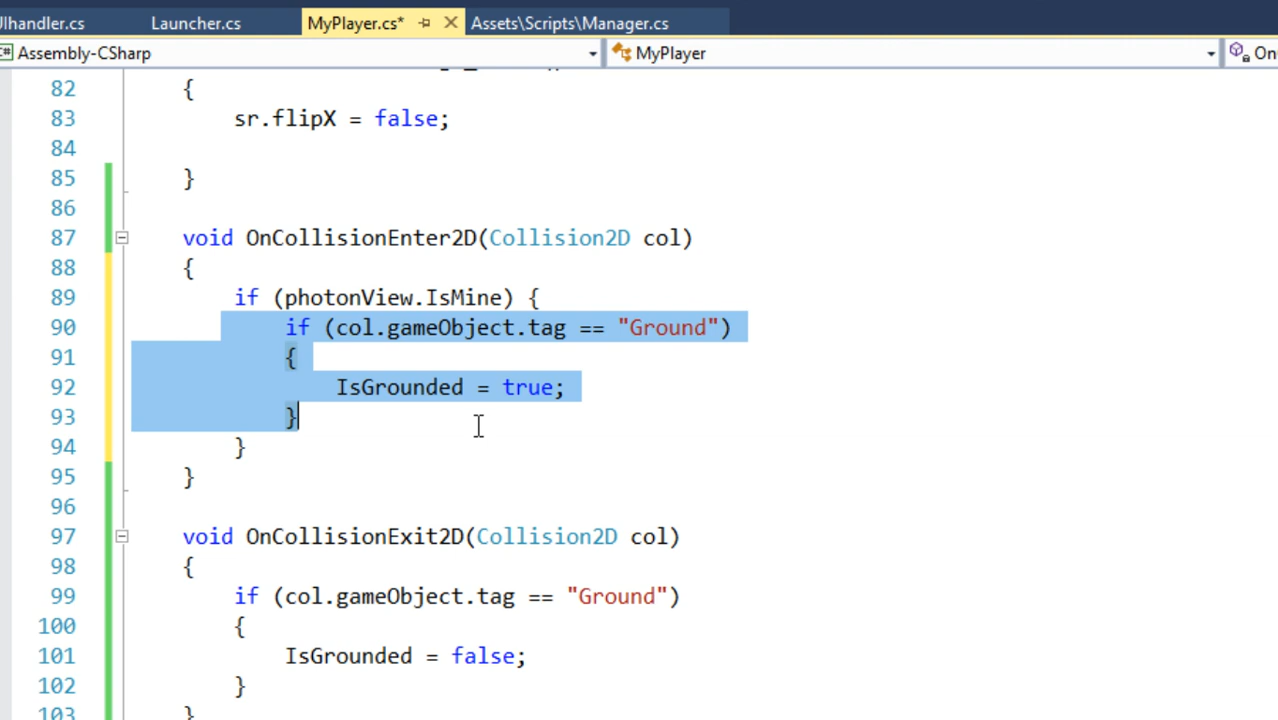 Ulhandler.cs Launcher.cs MyPlayer.cs* Assets\Scripts\Manager.cs
C# Assembly-CSharp MyPlayer On
82 {
83 sr.flipX = false;
84
85 }
86
87 void OnCollisionEnter2D(Collision2D col)
88 {
89 if (photonView.IsMine) {
90 if (col.gameObject.tag == "Ground")
91 {
92 IsGrounded = true;
93 }
94 }
95 }
96
97 void OnCollisionExit2D(Collision2D col)
98 {
99 if (col.gameObject.tag == "Ground")
100 {
101 IsGrounded = false;
102 }
103 }